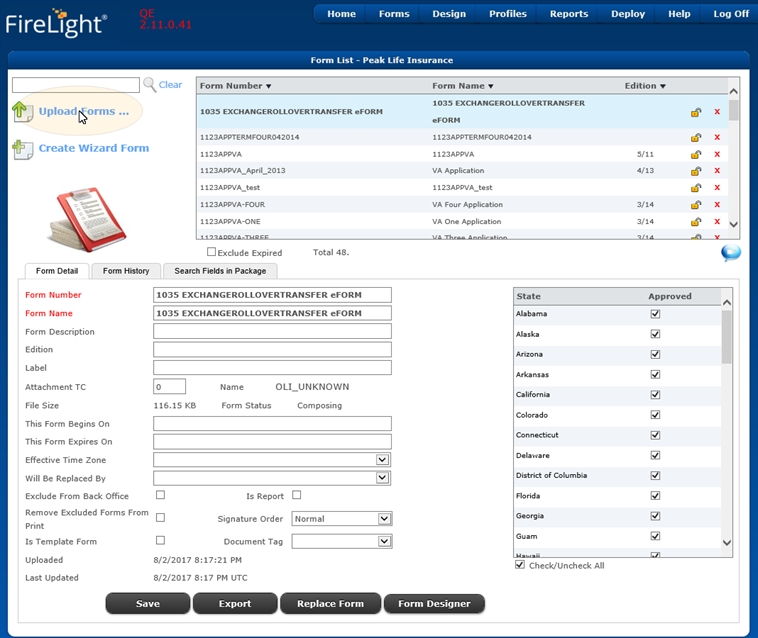 FireLight®
QE
2.11.0.41
Home Forms Design Profiles Reports Deploy Help Log Off
Form List - Peak Life Insurance
Clear
Upload Forms ...
Create Wizard Form
Form Number Form Name Edition
1035 EXCHANGEROLLOVERTRANSFER eFORM 1035 EXCHANGEROLLOVERTRANSFER
eFORM X
1123APPTERMFOUR042014 1123APPTERMFOUR042014 X
1123APPVA 1123APPVA 5/11 X
1123APPVA_April_2013 VA Application 4/13 X
1123APPVA_test 1123APPVA_test X
1123APPVA-FOUR VA Four Application 3/14 X
1123APPVA-ONE VA One Application 3/14 X
1123APPVA-THREE VA Three Application 3/14 X
Exclude Expired Total 48.
Form Detail Form History Search Fields in Package
Form Number 1035 EXCHANGEROLLOVERTRANSFER eFORM
Form Name 1035 EXCHANGEROLLOVERTRANSFER eFORM
Form Description
Edition
Label
Attachment TC 0 Name OLI_UNKNOWN
File Size 116.15 KB Form Status Composing
This Form Begins On
This Form Expires On
Effective Time Zone
Will Be Replaced By
Exclude From Back Office Is Report
Remove Excluded Forms From
Print Signature Order Normal
Is Template Form Document Tag
Uploaded 8/2/2017 8:17:21 PM
Last Updated 8/2/2017 8:17 PM UTC
State Approved
Alabama
Alaska
Arizona
Arkansas
California
Colorado
Connecticut
Delaware
District of Columbia
Florida
Georgia
Guam
Hawaii
Check/Uncheck All
Save Export Replace Form Form Designer